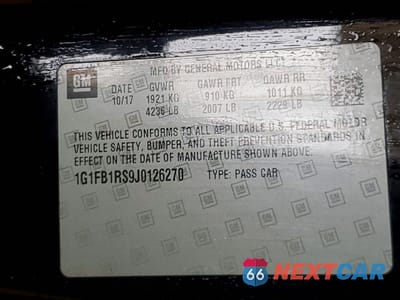 GM
MFD BY GENERAL MOTORS LLC
DATE GVWR GAWR FRT GAWR RR
10/17 1921 KG 910 KG 1011 KG
4236 LB 2007 LB 2229 LB
THIS VEHICLE CONFORMS TO ALL APPLICABLE U.S. FEDERAL MOTOR
VEHICLE SAFETY, BUMPER, AND THEFT PREVENTION STANDARDS IN
EFFECT ON THE DATE OF MANUFACTURE SHOWN ABOVE.
1G1FB1RS9J0126270 TYPE: PASS CAR
66 NEXTCAR